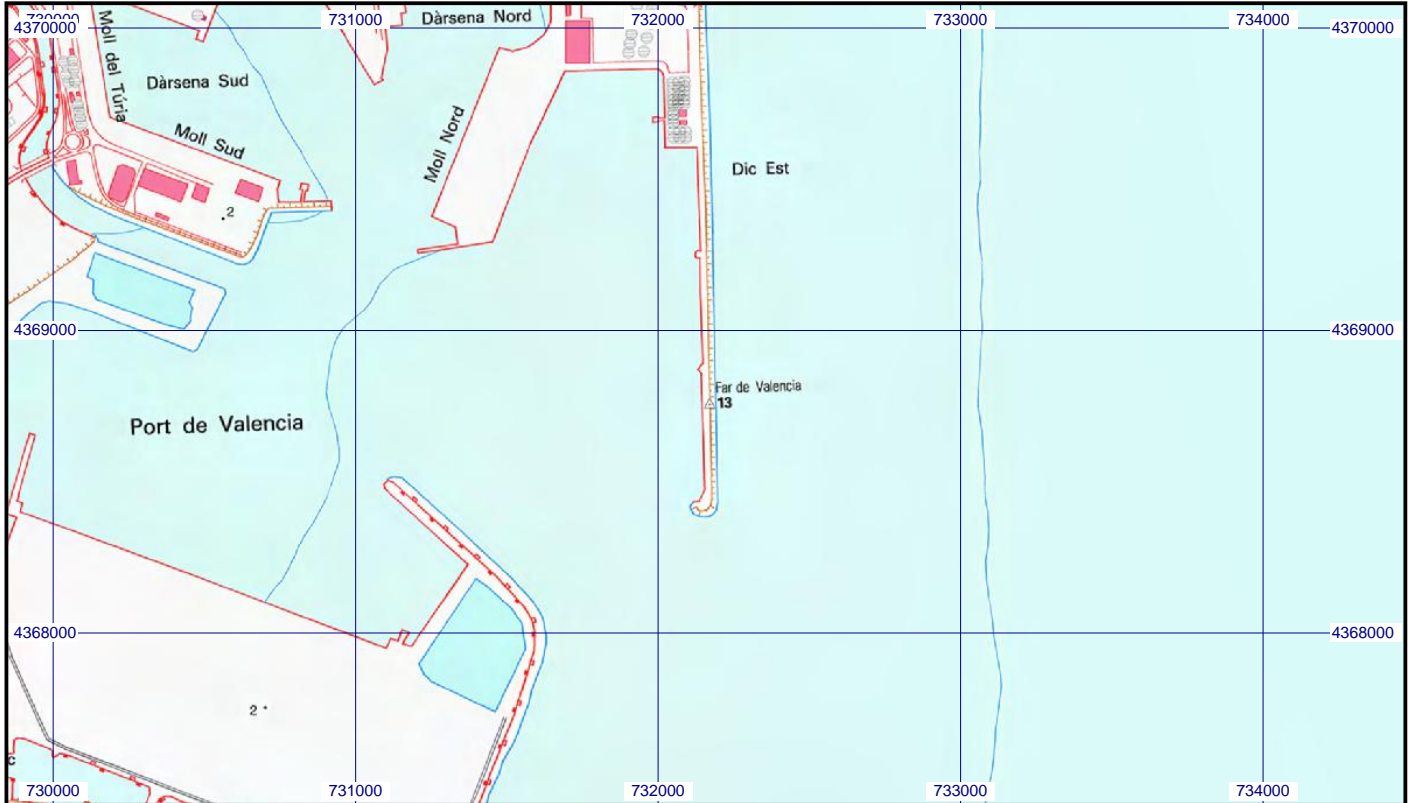 730000
731000
732000
733000
734000
4370000
4370000
Dàrsena Nord
Moll del Túria
Dàrsena Sud
Moll Sud
Moll Nord
Dic Est
2
4369000
4369000
Far de Valencia
13
Port de Valencia
4368000
4368000
2
c
730000
731000
732000
733000
734000